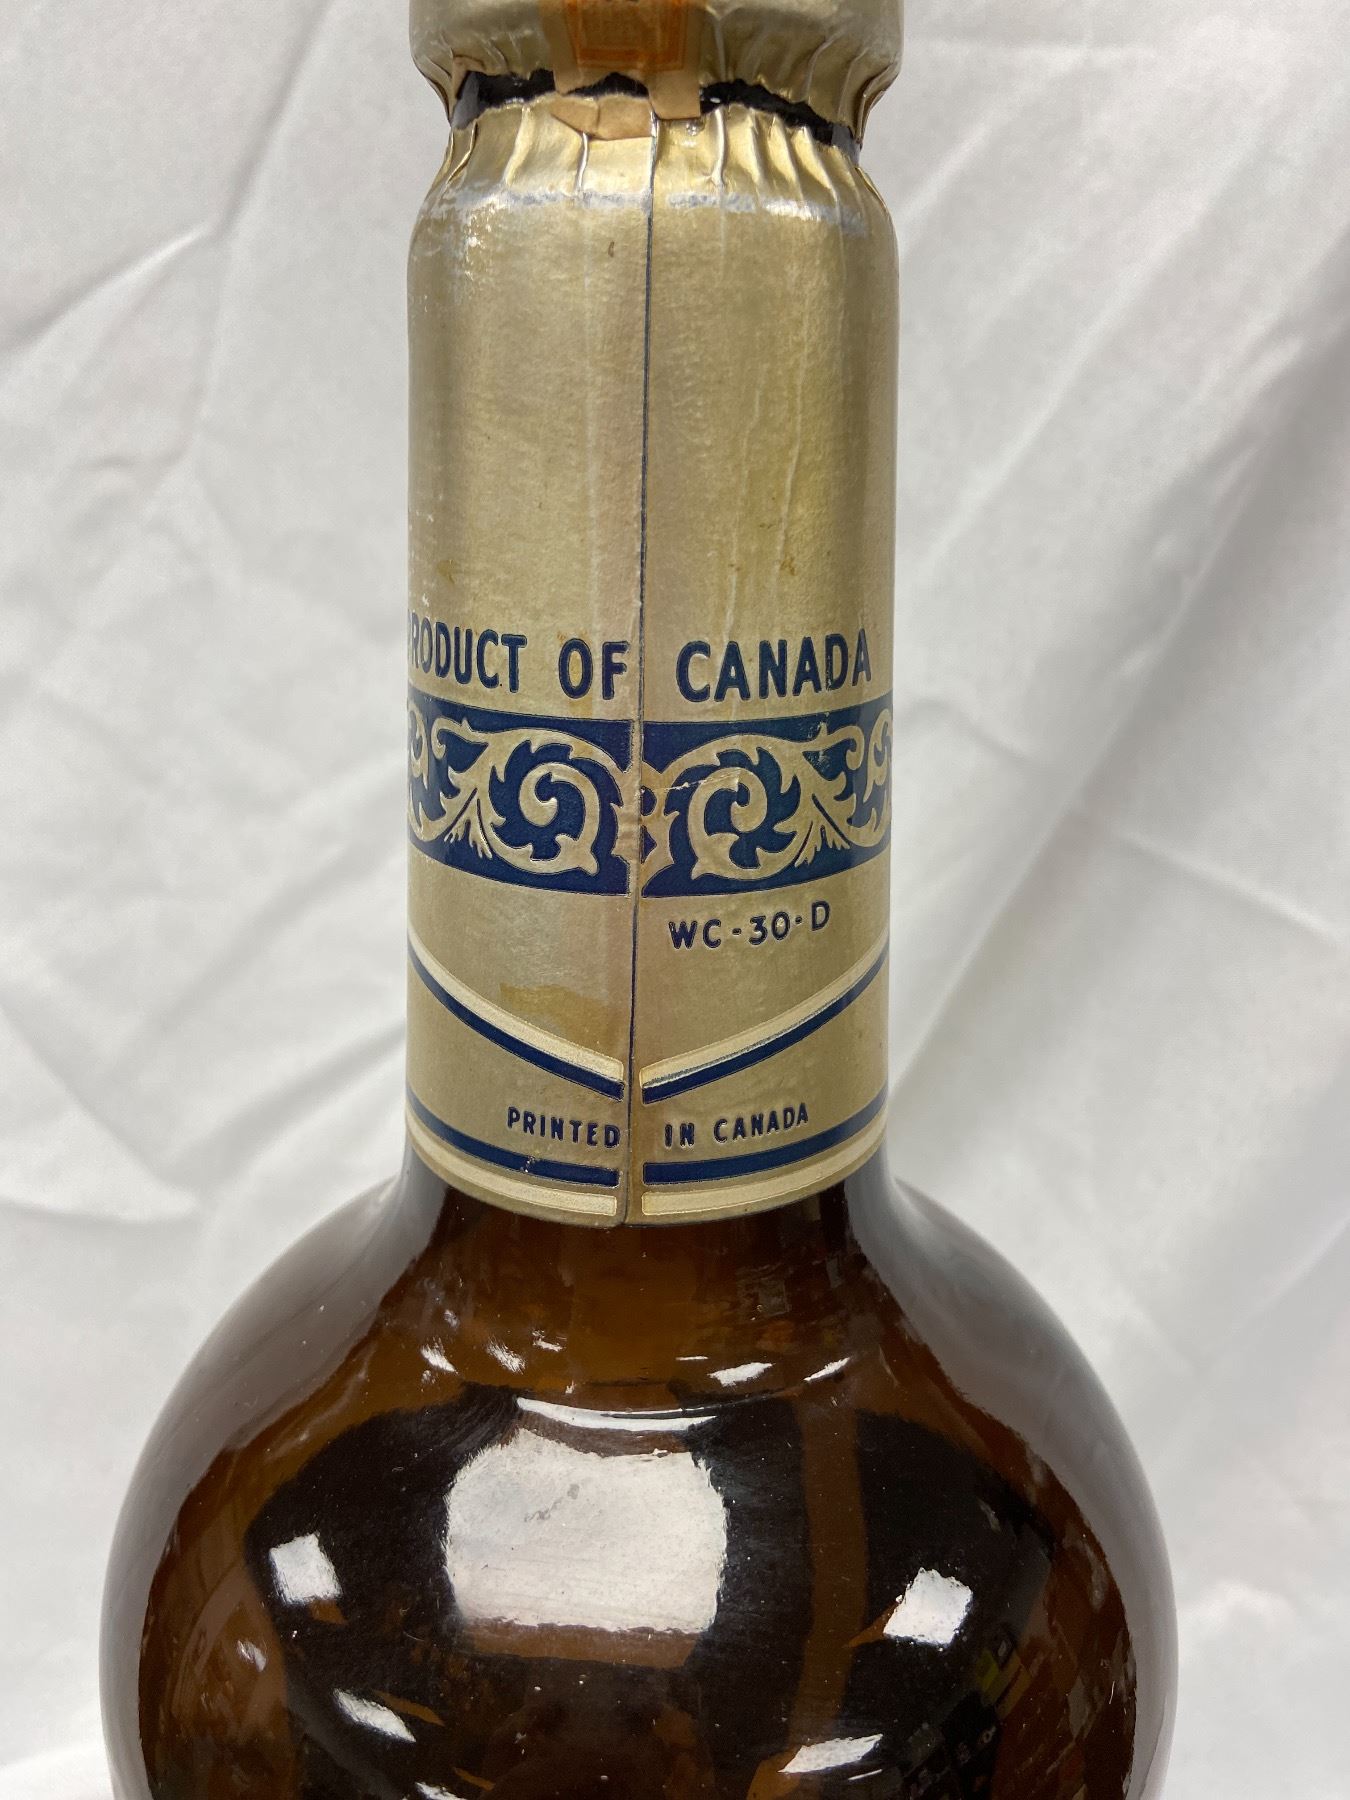 PRODUCT OF CANADA
WC-30-D
PRINTED IN CANADA